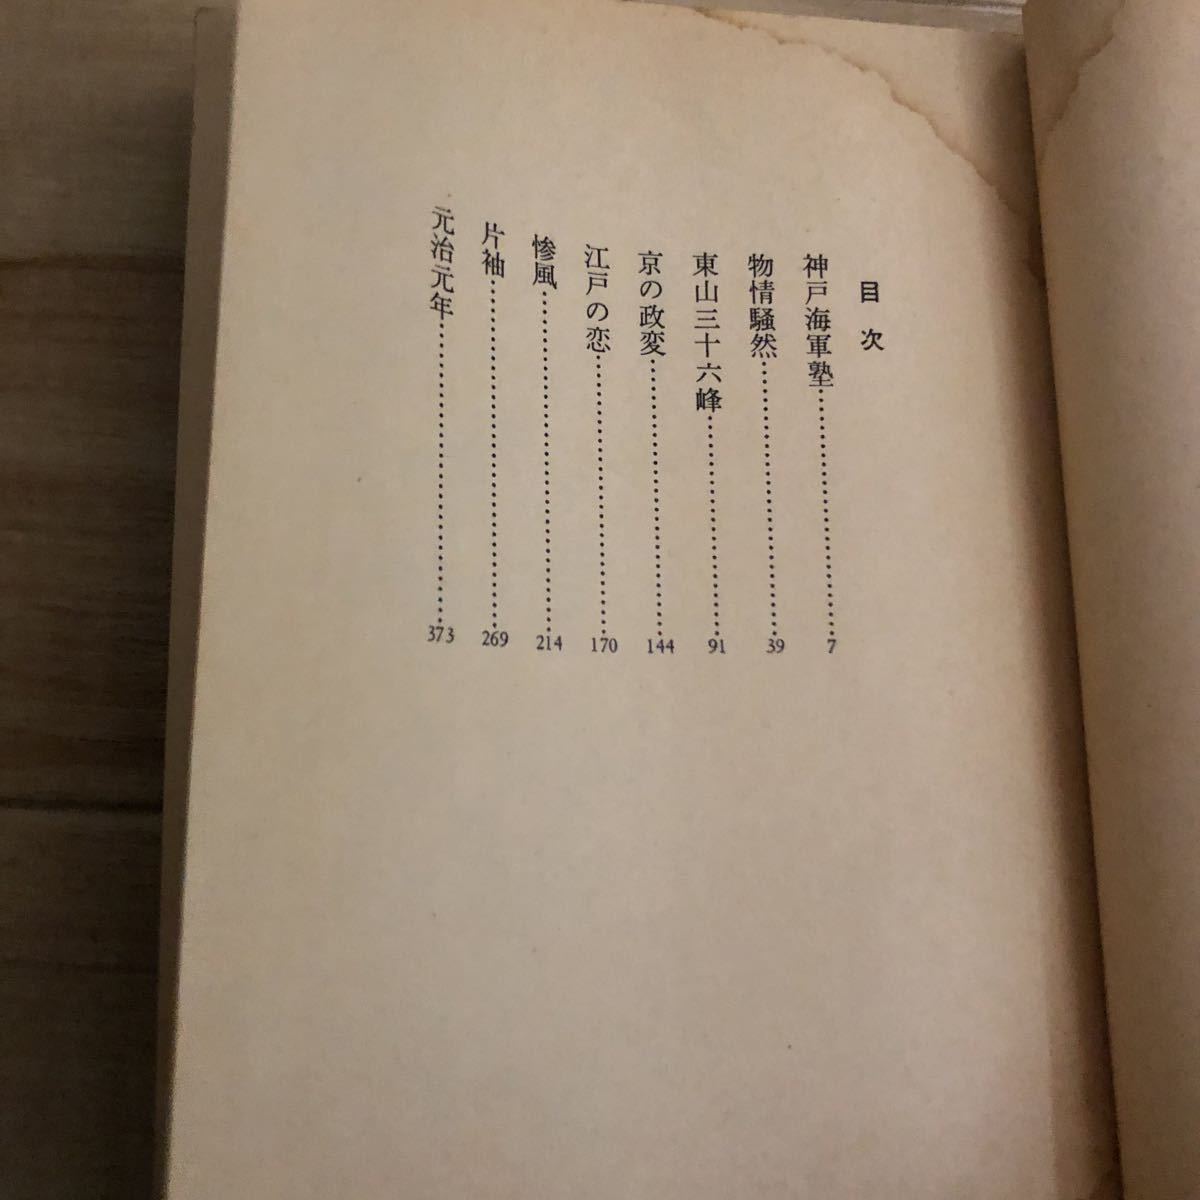 目次
神戸海軍塾……………………7
物情騒然……………………39
東山三十六峰……………………91
京の政変……………………144
江戸の恋……………………170
惨風……………………214
片袖……………………269
元治元年……………………373